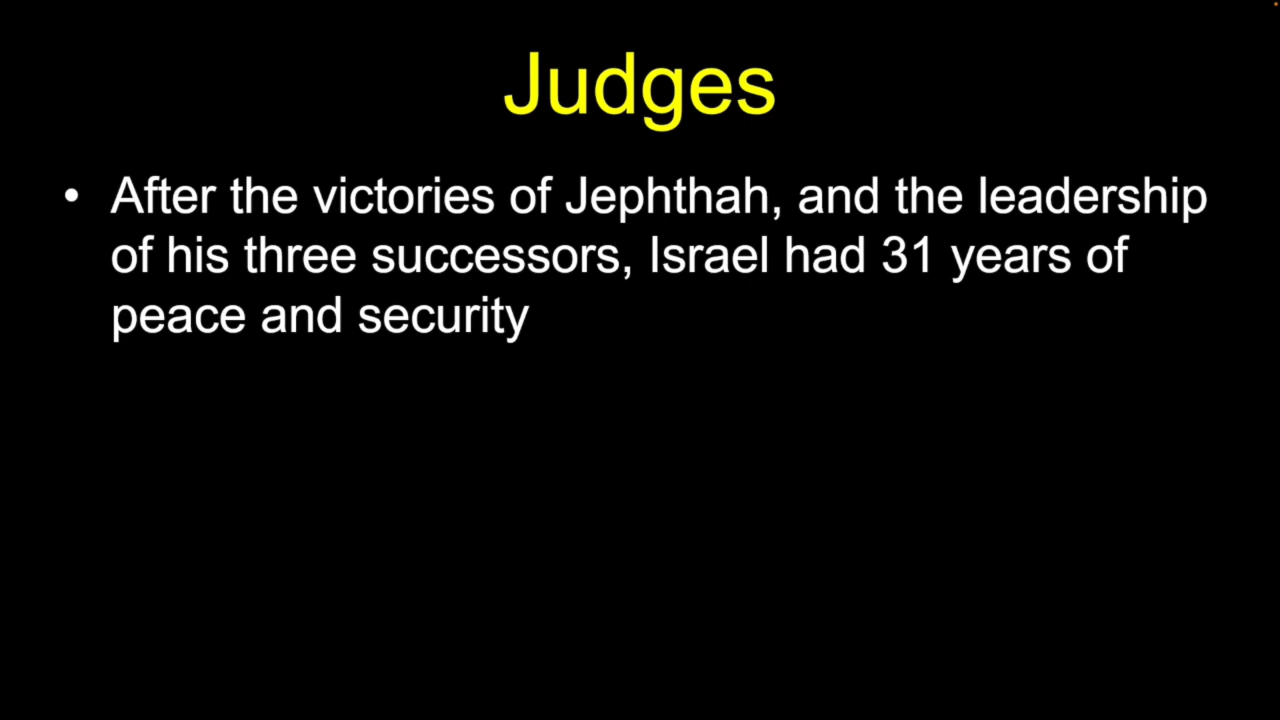 Judges
• After the victories of Jephthah, and the leadership
of his three successors, Israel had 31 years of
peace and security